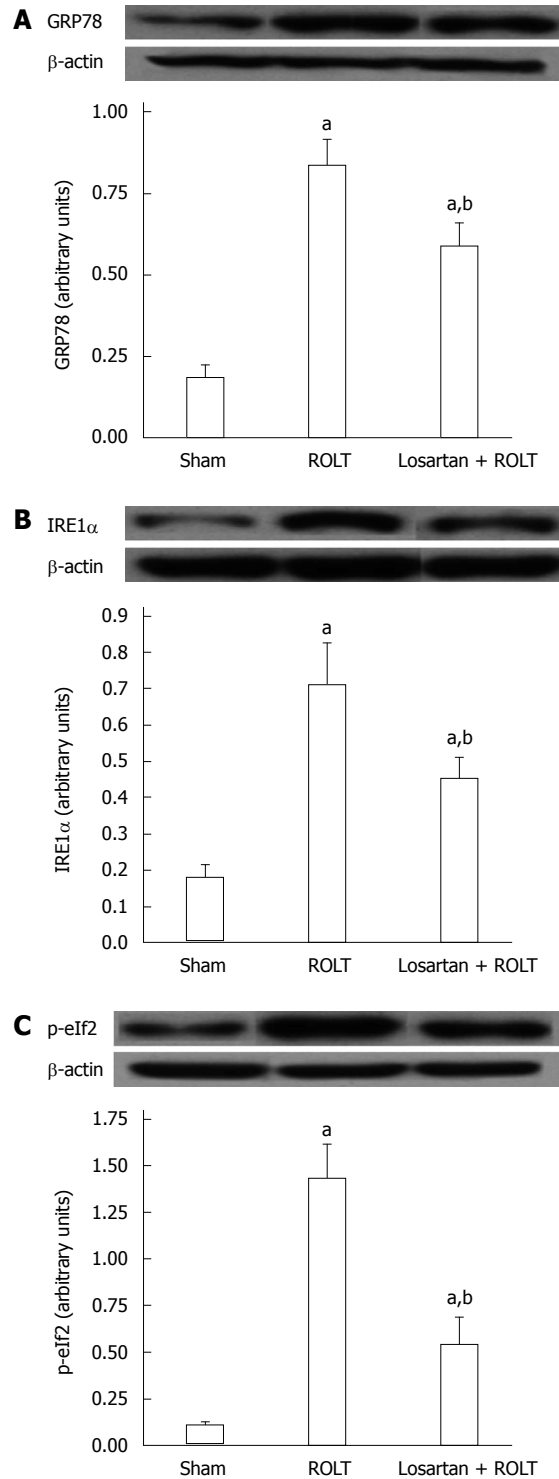 A GRP78
β-actin
1.00
a
a,b
0.75
0.50
0.25
0.00
GRP78 (arbitrary units)
Sham ROLT Losartan + ROLT
B IRE1α
β-actin
0.9
a
0.8
0.7
a,b
0.6
0.5
0.4
0.3
0.2
0.1
0.0
IRE1α (arbitrary units)
Sham ROLT Losartan + ROLT
C p-eIf2
β-actin
1.75
a
1.50
1.25
1.00
a,b
0.75
0.50
0.25
0.00
p-eIf2 (arbitrary units)
Sham ROLT Losartan + ROLT